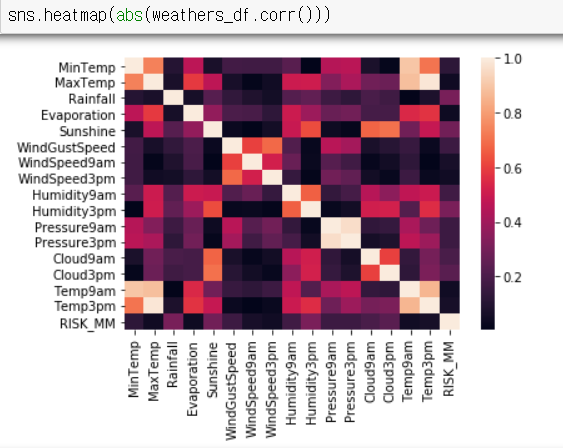 sns.heatmap(abs(weathers_df.corr()))
MinTemp
MaxTemp
Rainfall
Evaporation
Sunshine
WindGustSpeed
WindSpeed9am
WindSpeed3pm
Humidity9am
Humidity3pm
Pressure9am
Pressure3pm
Cloud9am
Cloud3pm
Temp9am
Temp3pm
RISK_MM
1.0
0.8
0.6
0.4
0.2
MinTemp
MaxTemp
Rainfall
Evaporation
Sunshine
WindGustSpeed
WindSpeed9am
WindSpeed3pm
Humidity9am
Humidity3pm
Pressure9am
Pressure3pm
Cloud9am
Cloud3pm
Temp9am
Temp3pm
RISK_MM